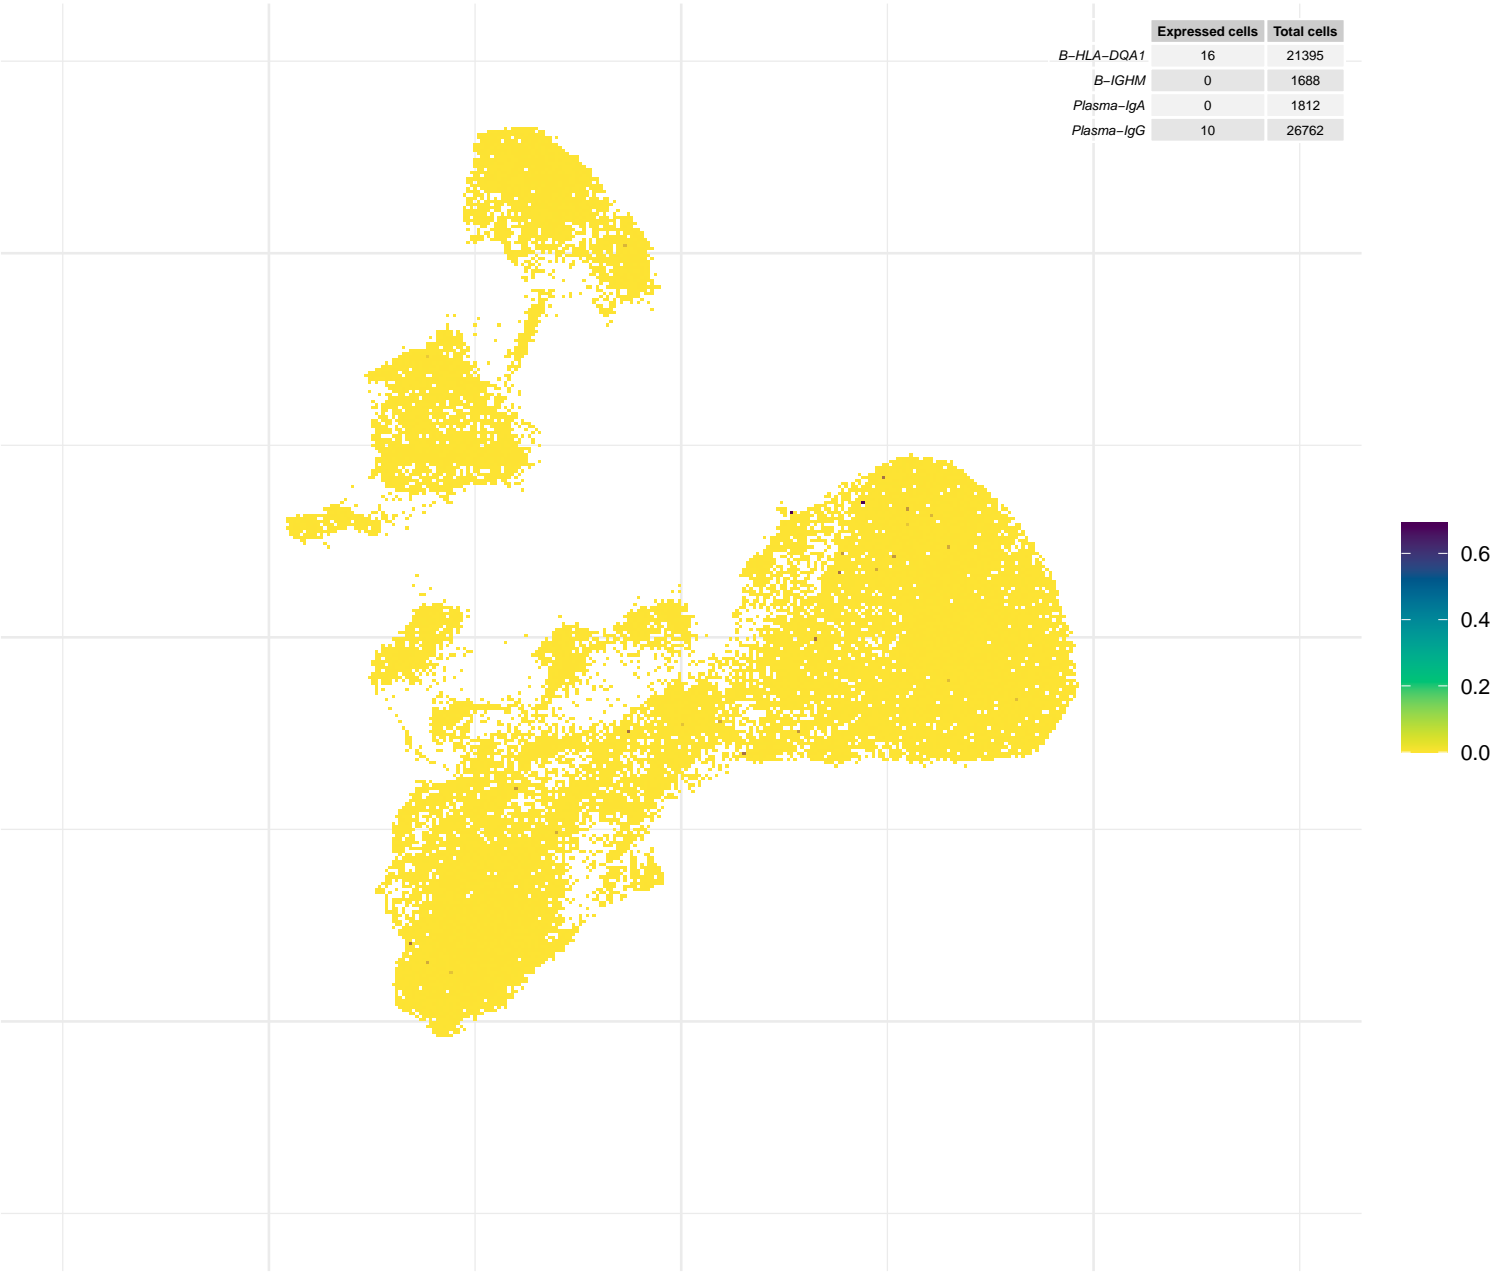 Expressed cells Total cells
B−HLA−DQA1 16 21395
B−IGHM 0 1688
Plasma−IgA 0 1812
Plasma−IgG 10 26762
0.6
0.4
0.2
0.0